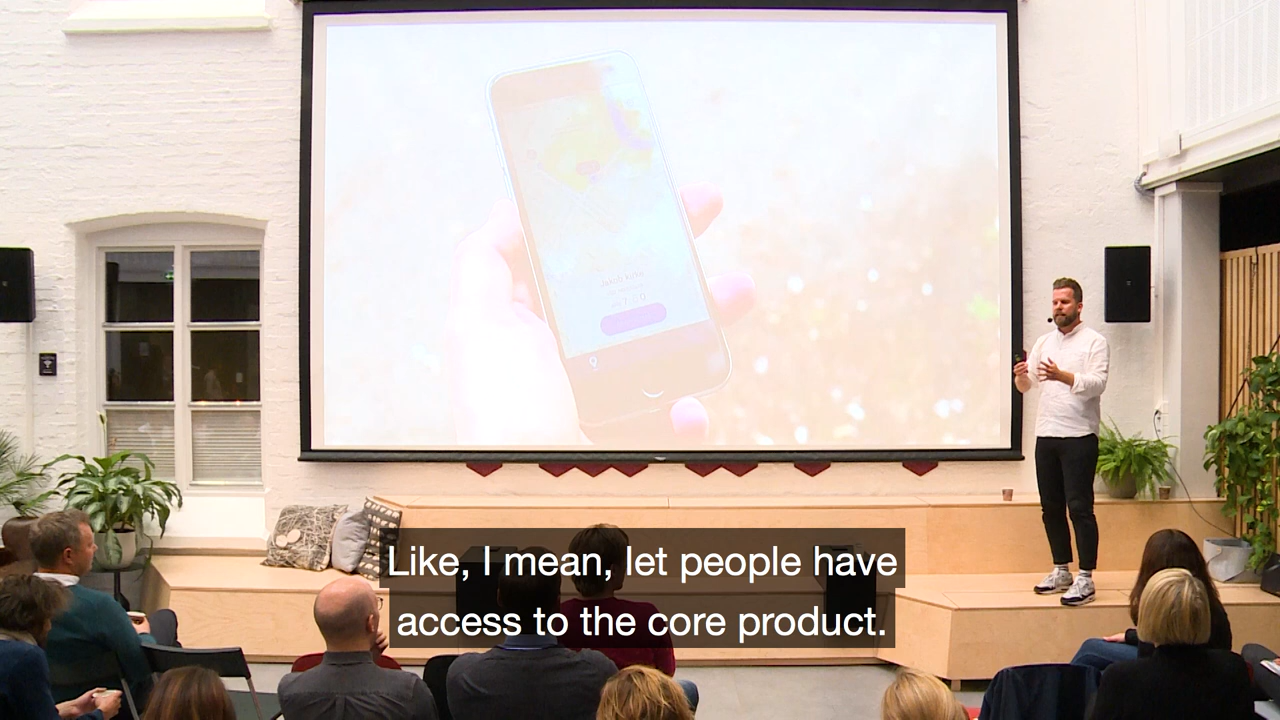 Like, I mean, let people have
access to the core product.